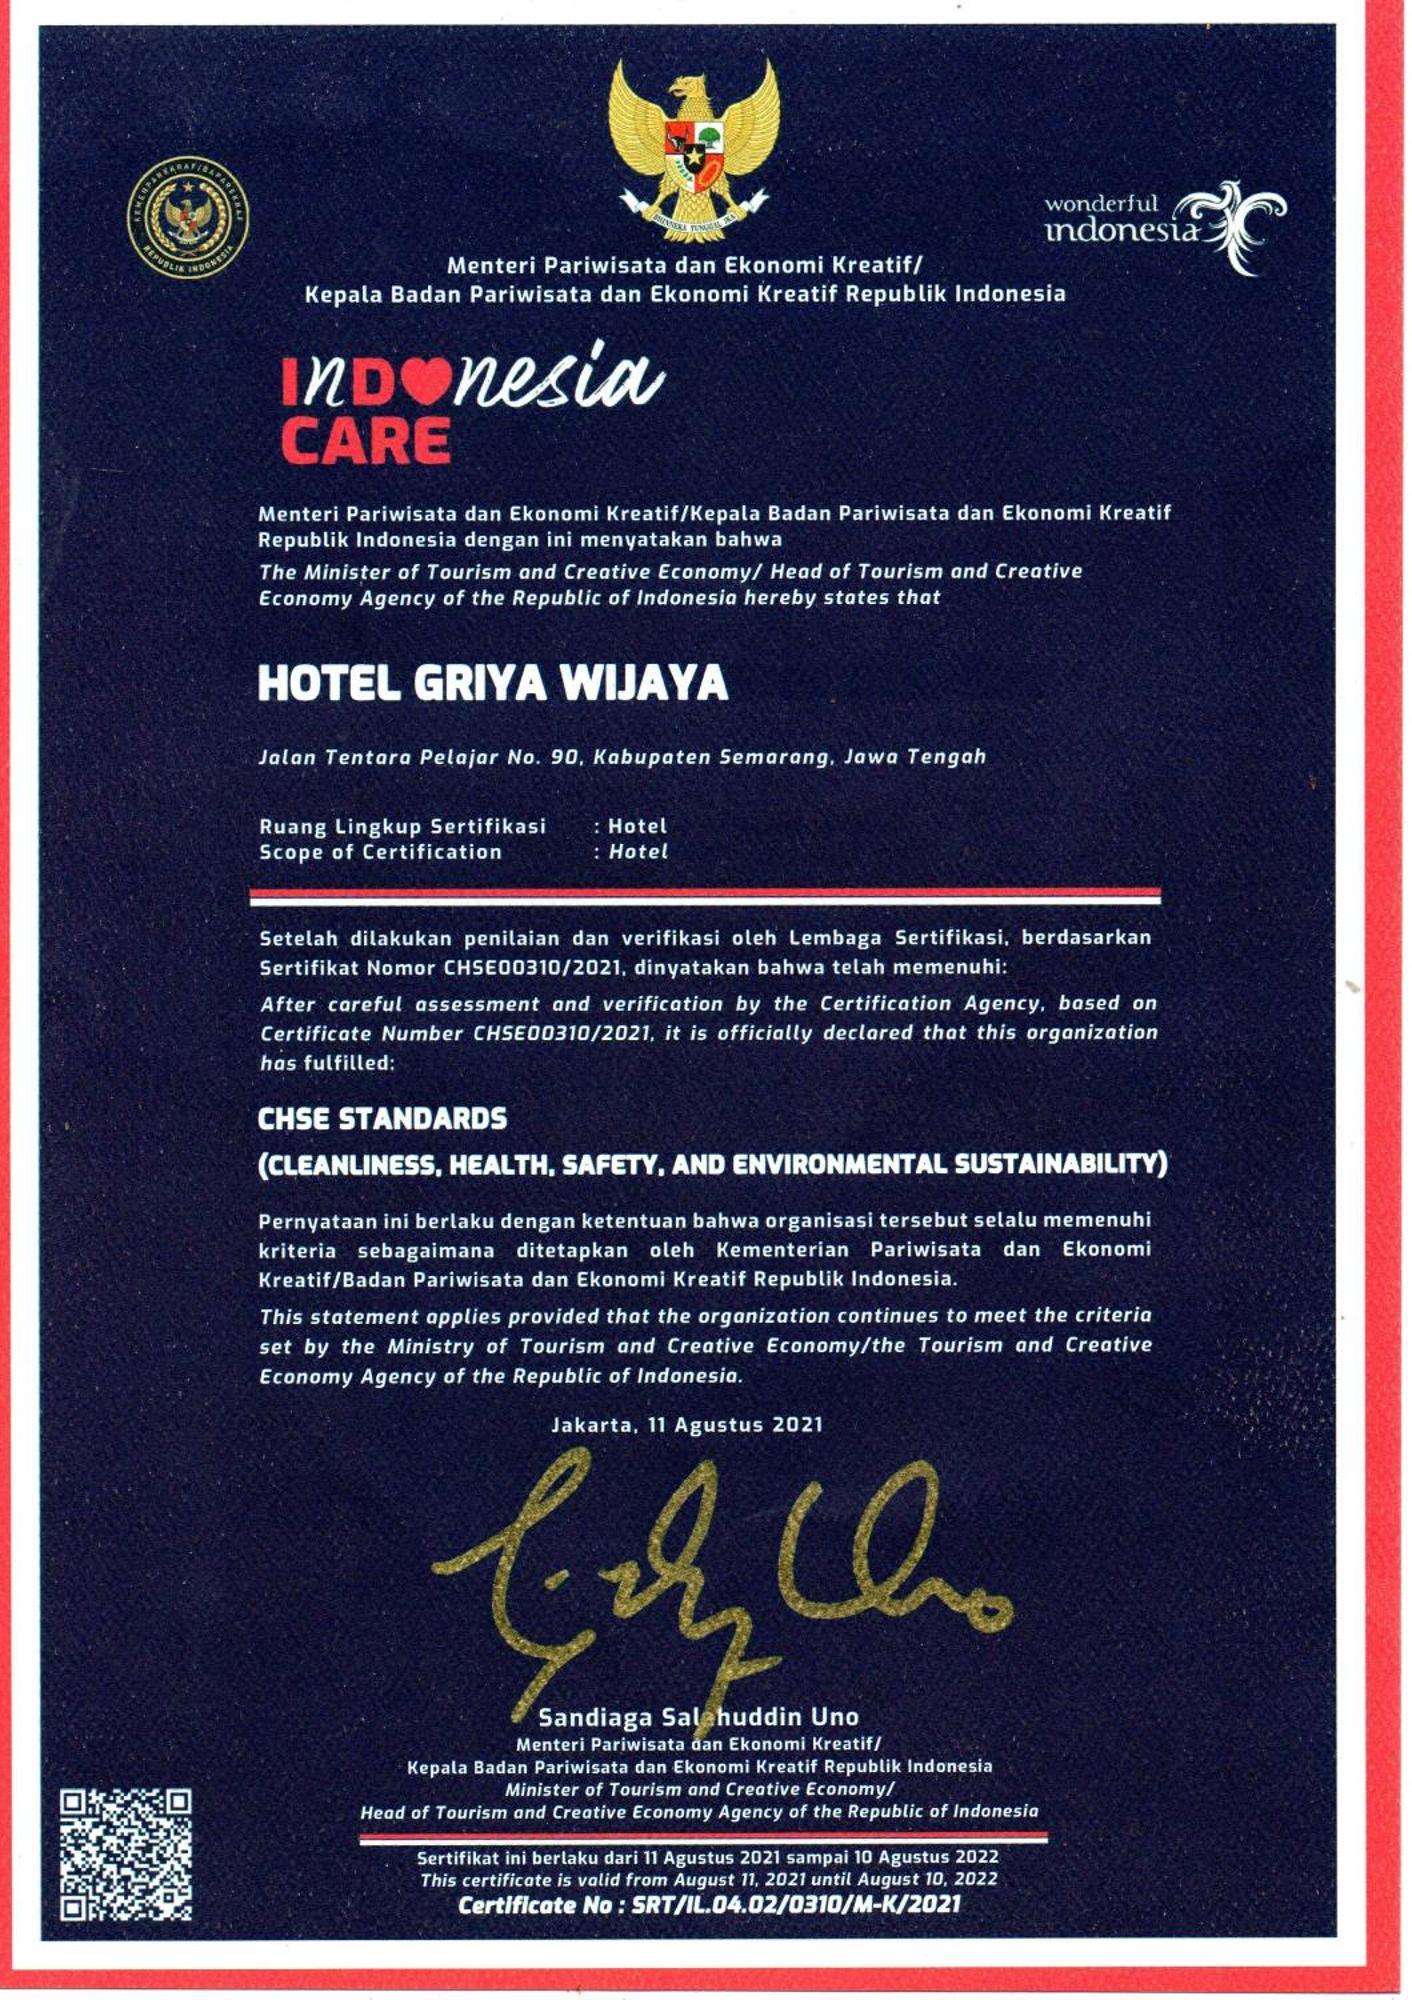 KEMENPAREKRAF/BAPAREKRAF
REPUBLIK INDONESIA
BHINNEKA TUNGGAL IKA
wonderful
indonesia
Menteri Pariwisata dan Ekonomi Kreatif/
Kepala Badan Pariwisata dan Ekonomi Kreatif Republik Indonesia
INDONesia
CARE
Menteri Pariwisata dan Ekonomi Kreatif/Kepala Badan Pariwisata dan Ekonomi Kreatif
Republik Indonesia dengan ini menyatakan bahwa
The Minister of Tourism and Creative Economy/ Head of Tourism and Creative
Economy Agency of the Republic of Indonesia hereby states that
HOTEL GRIYA WIJAYA
Jalan Tentara Pelajar No. 90, Kabupaten Semarang, Jawa Tengah
Ruang Lingkup Sertifikasi : Hotel
Scope of Certification : Hotel
Setelah dilakukan penilaian dan verifikasi oleh Lembaga Sertifikasi, berdasarkan
Sertifikat Nomor CHSE00310/2021, dinyatakan bahwa telah memenuhi:
After careful assessment and verification by the Certification Agency, based on
Certificate Number CHSE00310/2021, it is officially declared that this organization
has fulfilled:
CHSE STANDARDS
(CLEANLINESS, HEALTH, SAFETY, AND ENVIRONMENTAL SUSTAINABILITY)
Pernyataan ini berlaku dengan ketentuan bahwa organisasi tersebut selalu memenuhi
kriteria sebagaimana ditetapkan oleh Kementerian Pariwisata dan Ekonomi
Kreatif/Badan Pariwisata dan Ekonomi Kreatif Republik Indonesia.
This statement applies provided that the organization continues to meet the criteria
set by the Ministry of Tourism and Creative Economy/the Tourism and Creative
Economy Agency of the Republic of Indonesia.
Jakarta, 11 Agustus 2021
Sandiaga Salahuddin Uno
Menteri Pariwisata dan Ekonomi Kreatif/
Kepala Badan Pariwisata dan Ekonomi Kreatif Republik Indonesia
Minister of Tourism and Creative Economy/
Head of Tourism and Creative Economy Agency of the Republic of Indonesia
Sertifikat ini berlaku dari 11 Agustus 2021 sampai 10 Agustus 2022
This certificate is valid from August 11, 2021 until August 10, 2022
Certificate No : SRT/IL.04.02/0310/M-K/2021